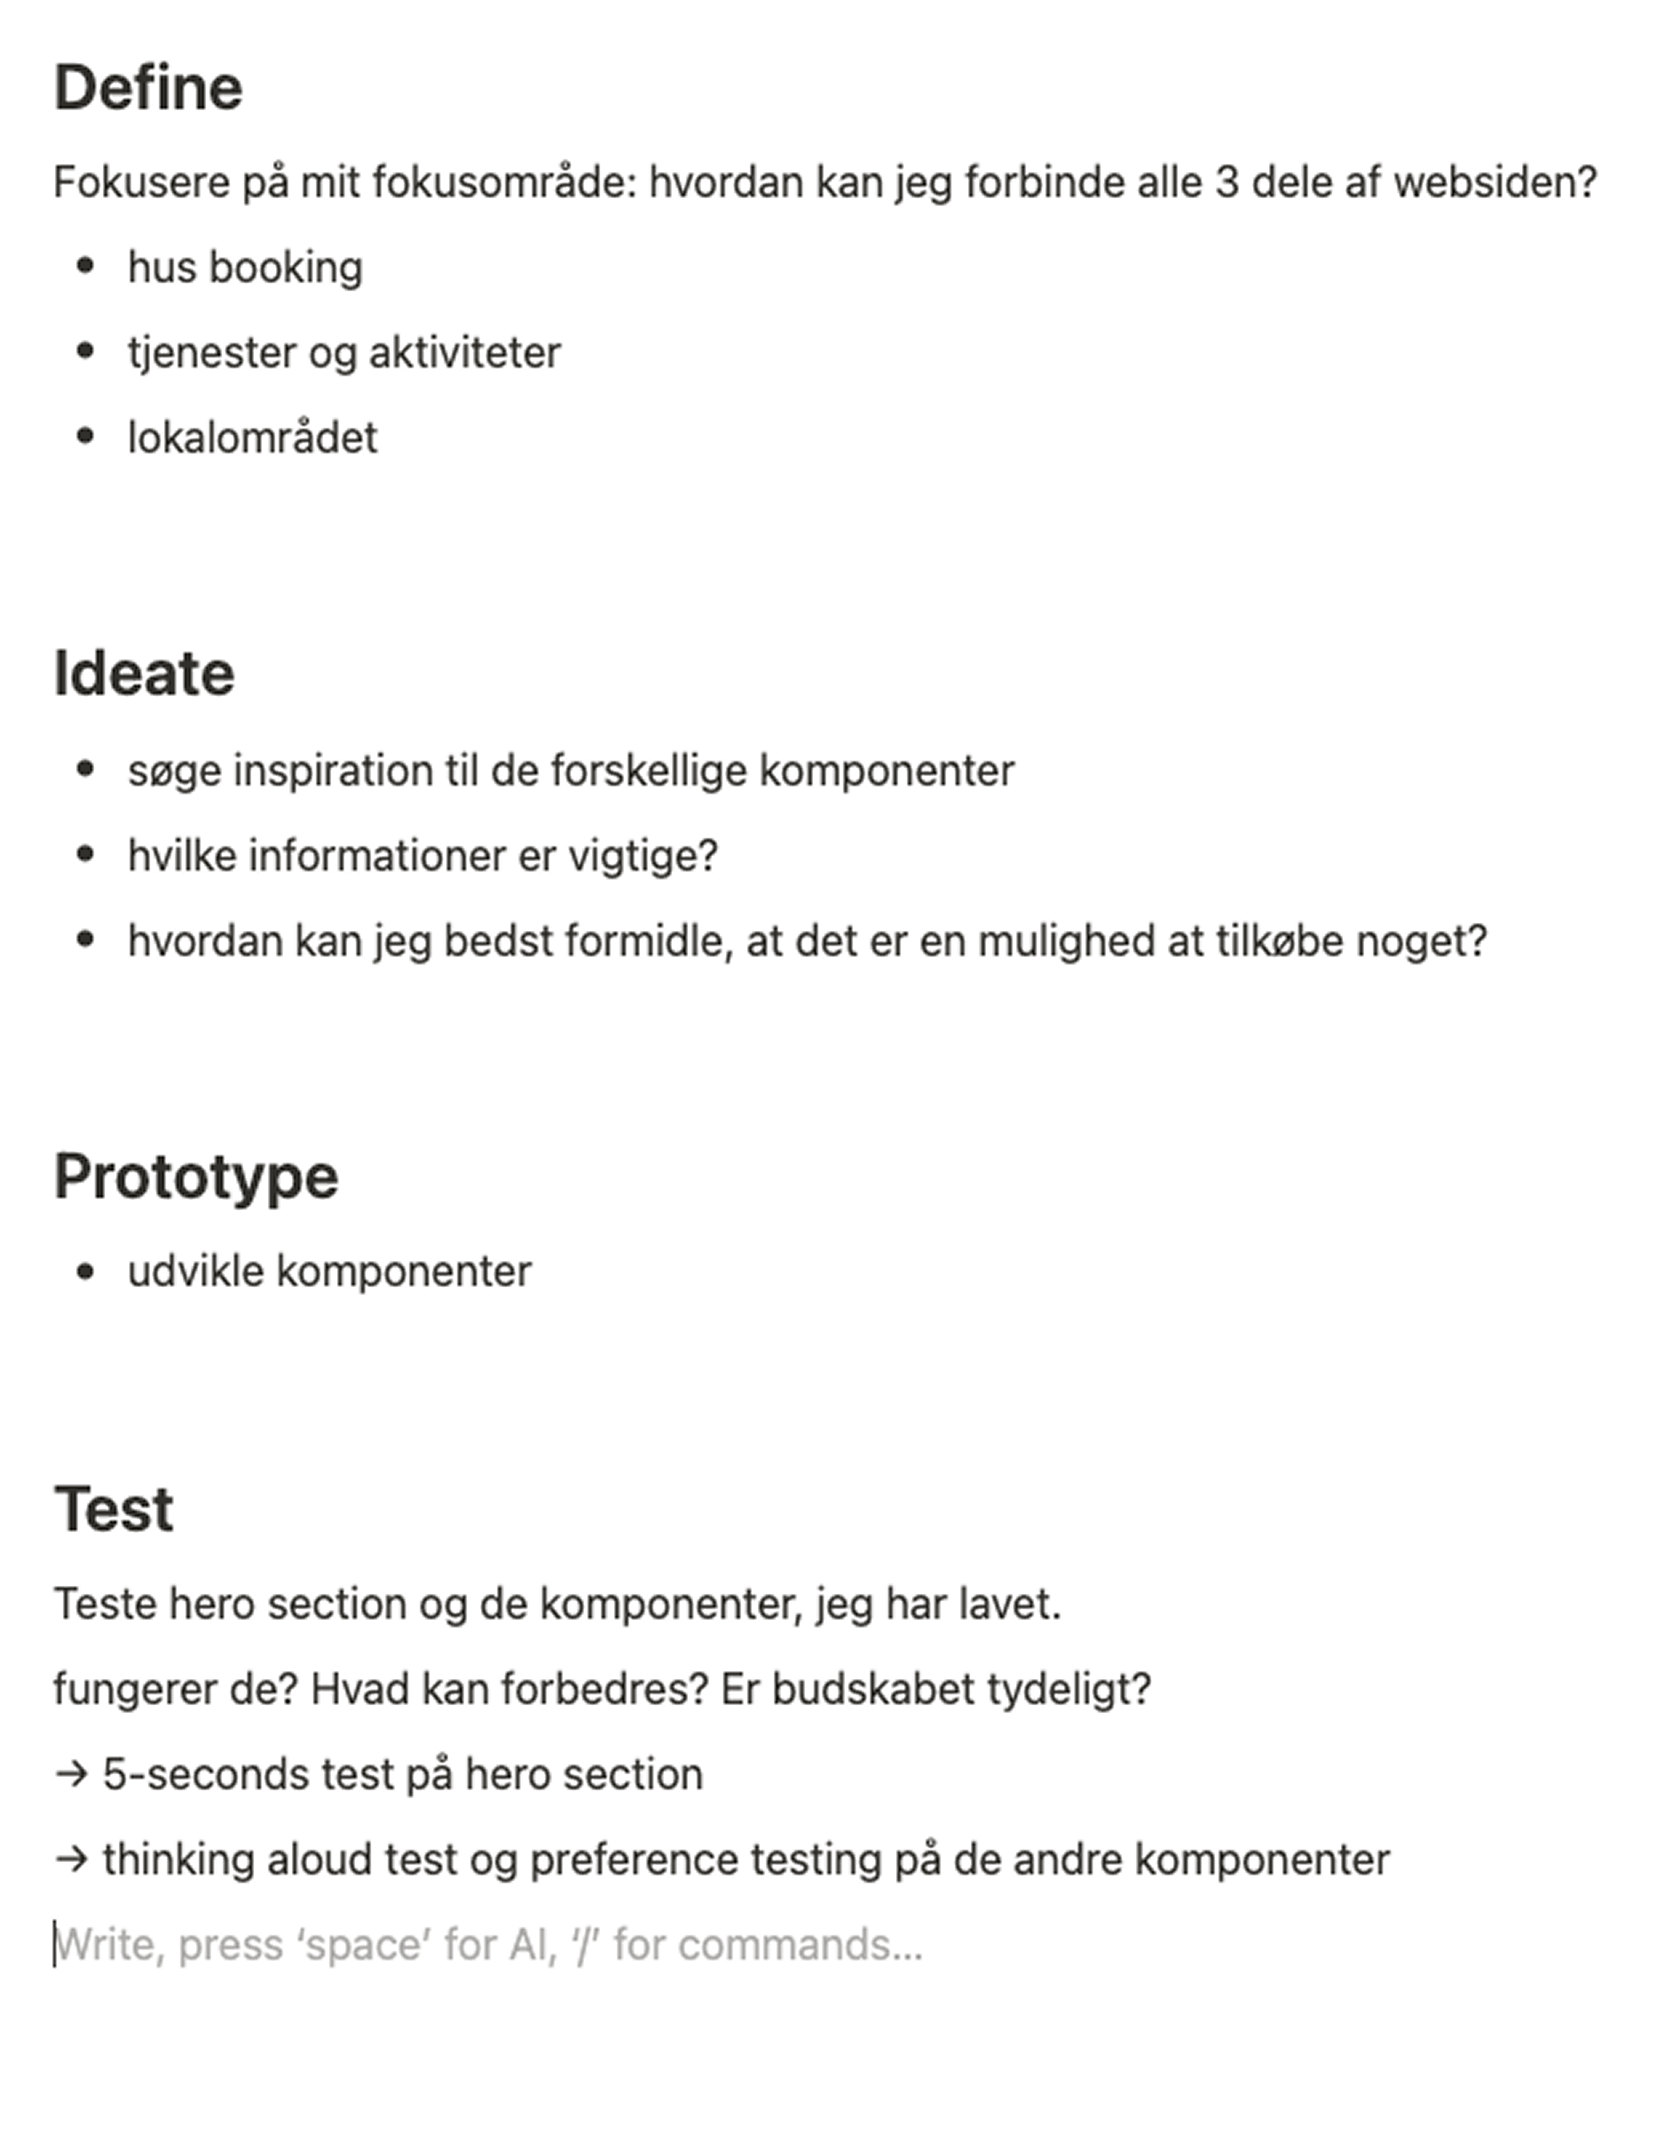 Define
Fokusere på mit fokusområde: hvordan kan jeg forbinde alle 3 dele af websiden?
• hus booking
• tjenester og aktiviteter
• lokalområdet
Ideate
• søge inspiration til de forskellige komponenter
• hvilke informationer er vigtige?
• hvordan kan jeg bedst formidle, at det er en mulighed at tilkøbe noget?
Prototype
• udvikle komponenter
Test
Teste hero section og de komponenter, jeg har lavet.
fungerer de? Hvad kan forbedres? Er budskabet tydeligt?
→ 5-seconds test på hero section
→ thinking aloud test og preference testing på de andre komponenter
Write, press ‘space’ for AI, ‘/’ for commands...